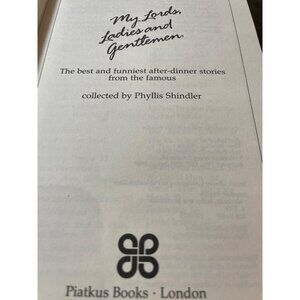 My Lords,
Ladies and
Gentlemen
The best and funniest after-dinner stories
from the famous
collected by Phyllis Shindler
Piatkus Books · London